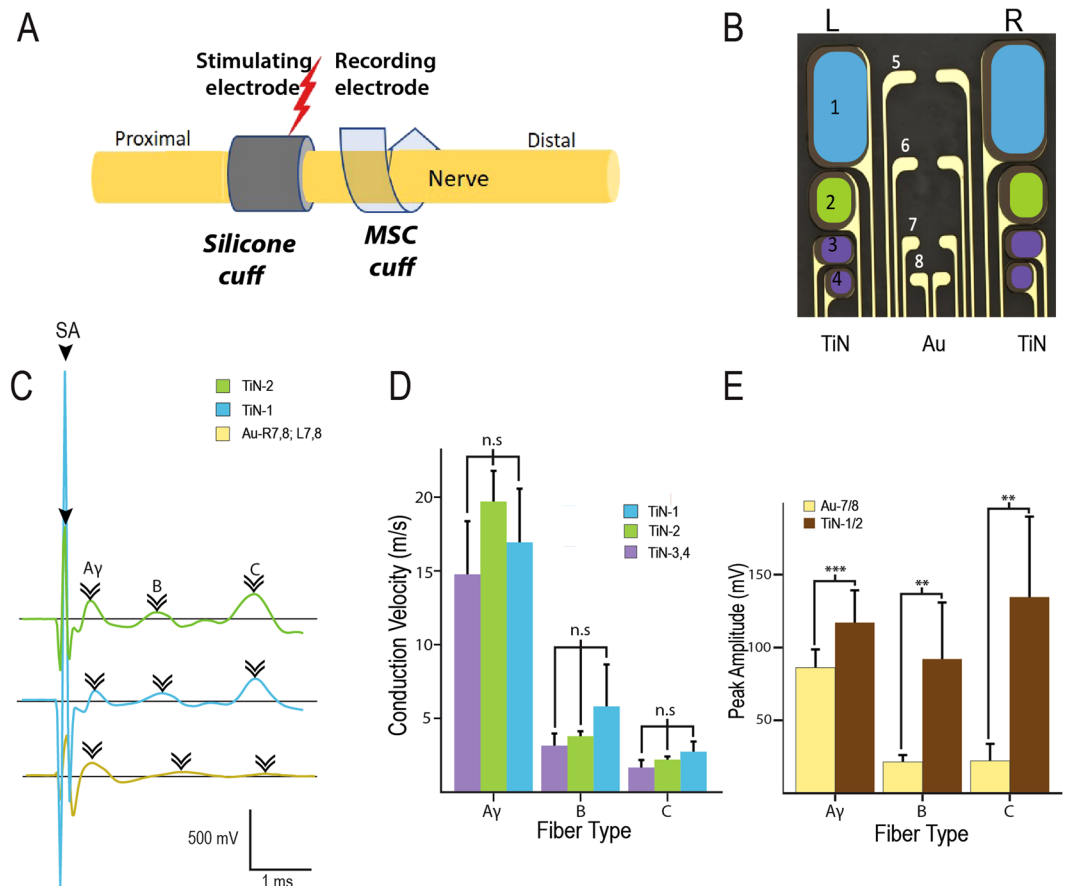 A
Stimulating
electrode
Recording
electrode
Proximal
Distal
Nerve
Silicone
cuff
MSC
cuff
B
L
R
5
1
6
2
7
3
8
4
TiN
Au
TiN
C
SA
TiN-2
TiN-1
Au-R7,8; L7,8
Aγ
B
C
500 mV
1 ms
D
n.s
n.s
n.s
TiN-1
TiN-2
TiN-3,4
20
15
10
5
Conduction Velocity (m/s)
Aγ
B
C
Fiber Type
E
Au-7/8
TiN-1/2
***
**
**
150
100
50
Peak Amplitude (mV)
Aγ
B
C
Fiber Type